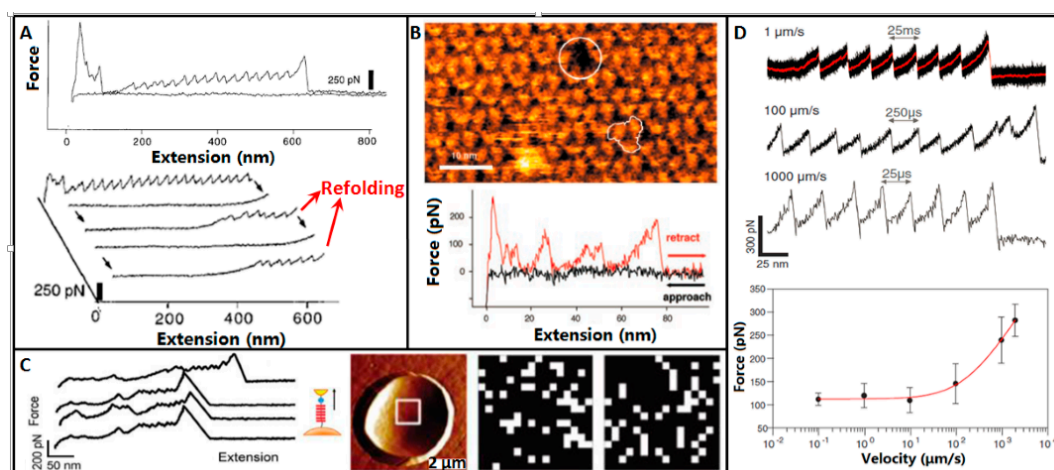 A
Force
250 pN
0 200 400 600 800
Extension (nm)
Refolding
250 pN
0 200 400 600
Extension (nm)
B
10 nm
Force (pN)
200
100
0
retract
approach
0 20 40 60 80
Extension (nm)
C
Force
200 pN
50 nm
Extension
2 μm
D
1 μm/s
25ms
100 μm/s
250μs
1000 μm/s
25μs
300 pN
25 nm
Force (pN)
350
300
250
200
150
100
50
0
10⁻² 10⁻¹ 10⁰ 10¹ 10² 10³ 10⁴
Velocity (μm/s)